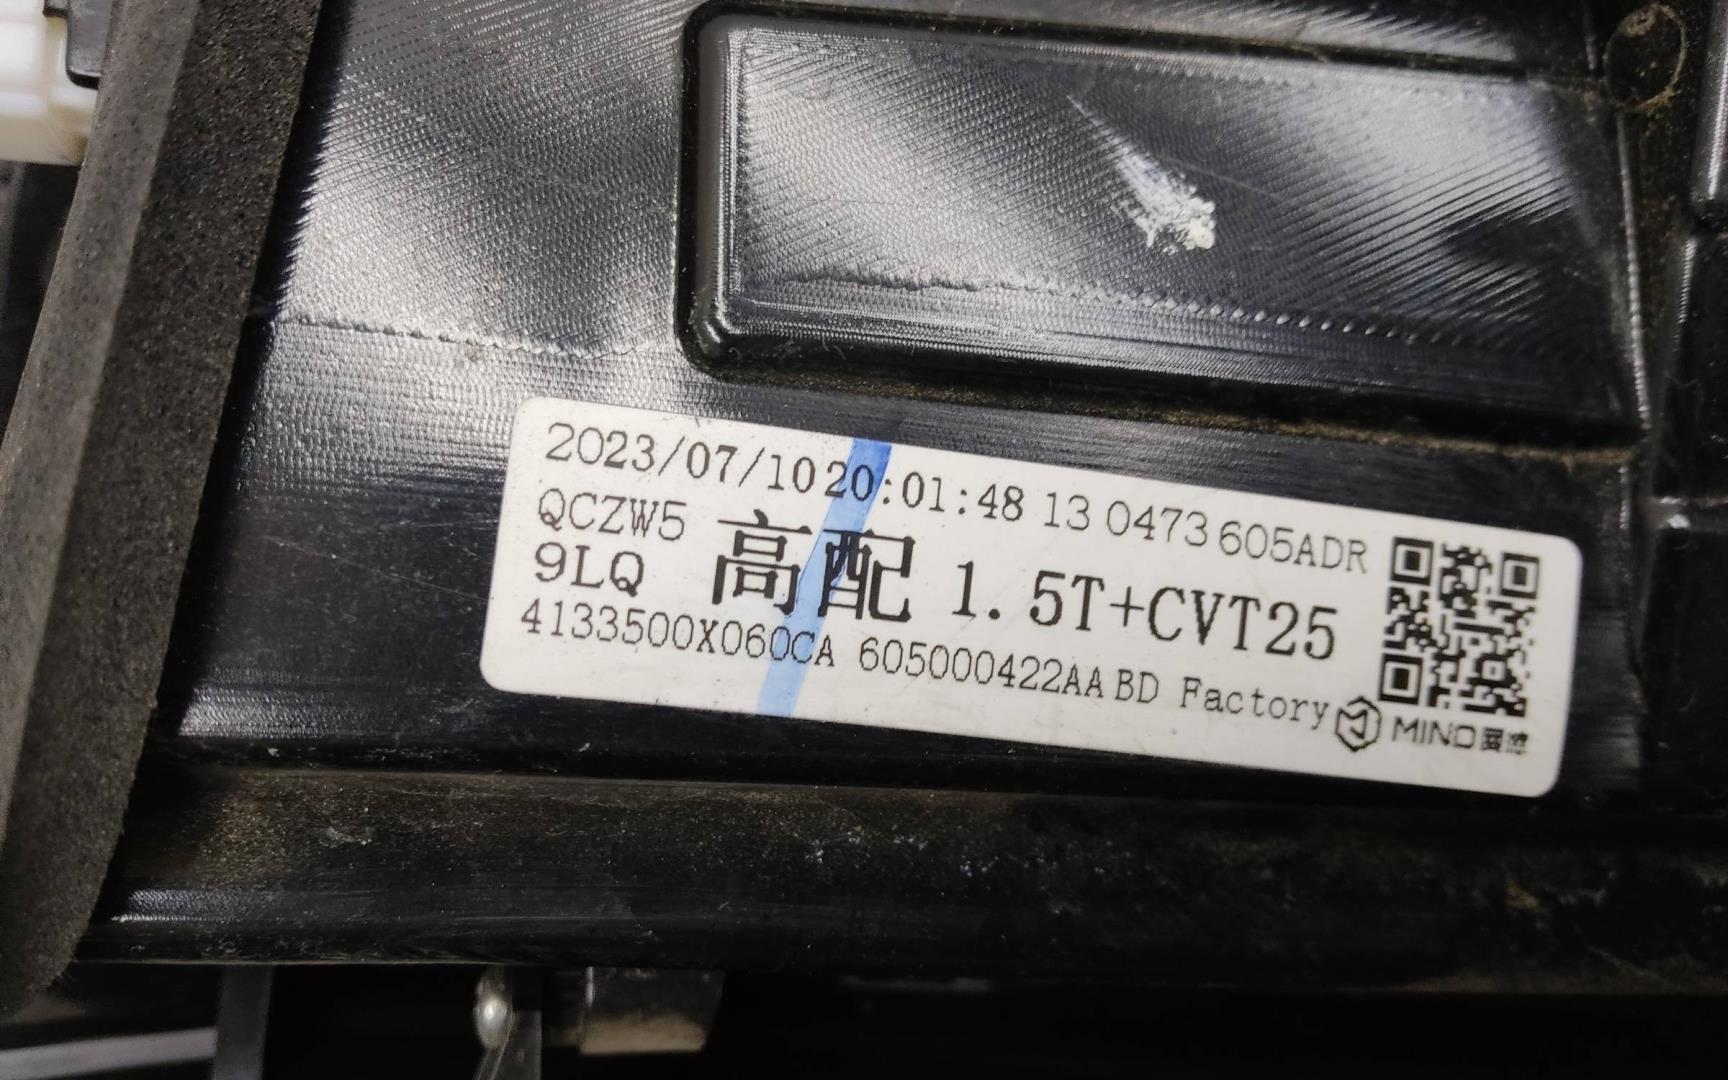 2023/07/10 20:01:48 13 0473 605ADR
QCZW5
9LQ 高配 1.5T+CVT25
4133500X060CA 605000422AA BD Factory
MIND